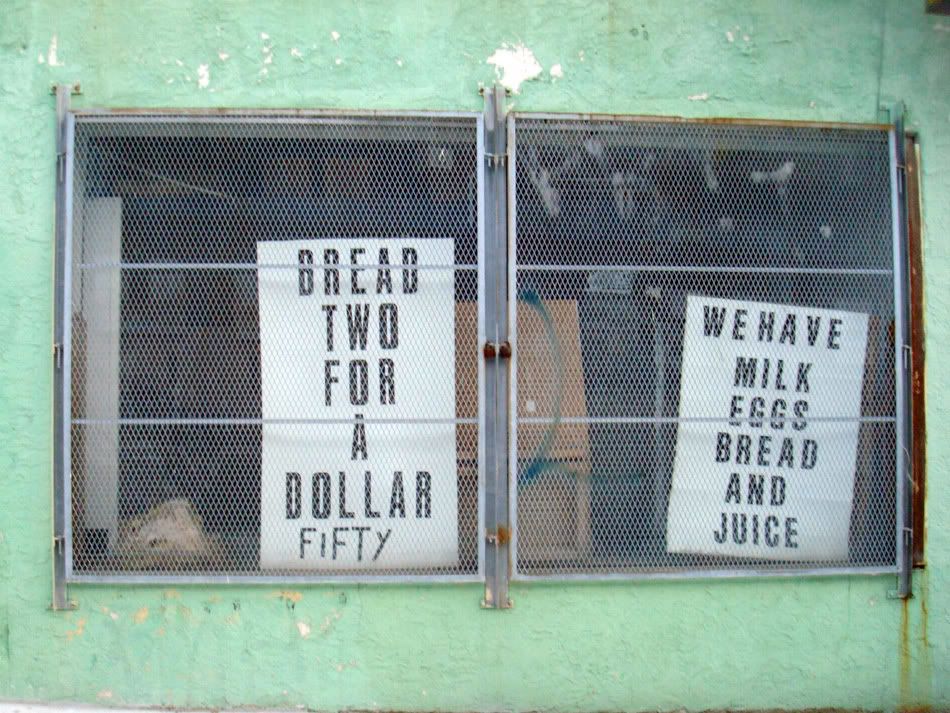 BREAD
TWO
FOR
A
DOLLAR
FiFTY
WE HAVE
MILK
EGGS
BREAD
AND
JUICE